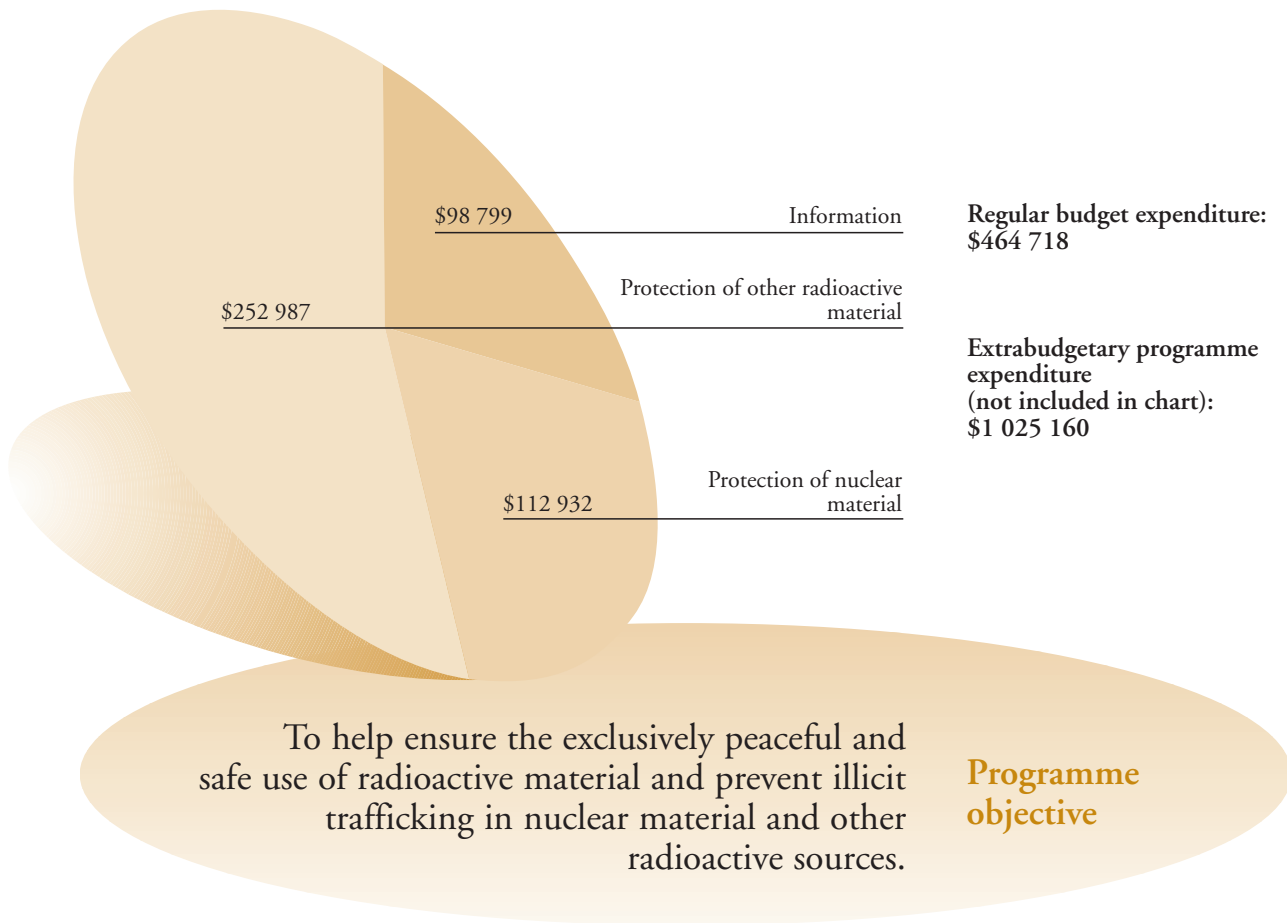 $98 799
Information
Protection of other radioactive
material
$252 987
Protection of nuclear
material
$112 932
Regular budget expenditure:
$464 718
Extrabudgetary programme
expenditure
(not included in chart):
$1 025 160
To help ensure the exclusively peaceful and
safe use of radioactive material and prevent illicit
trafficking in nuclear material and other
radioactive sources.
Programme
objective